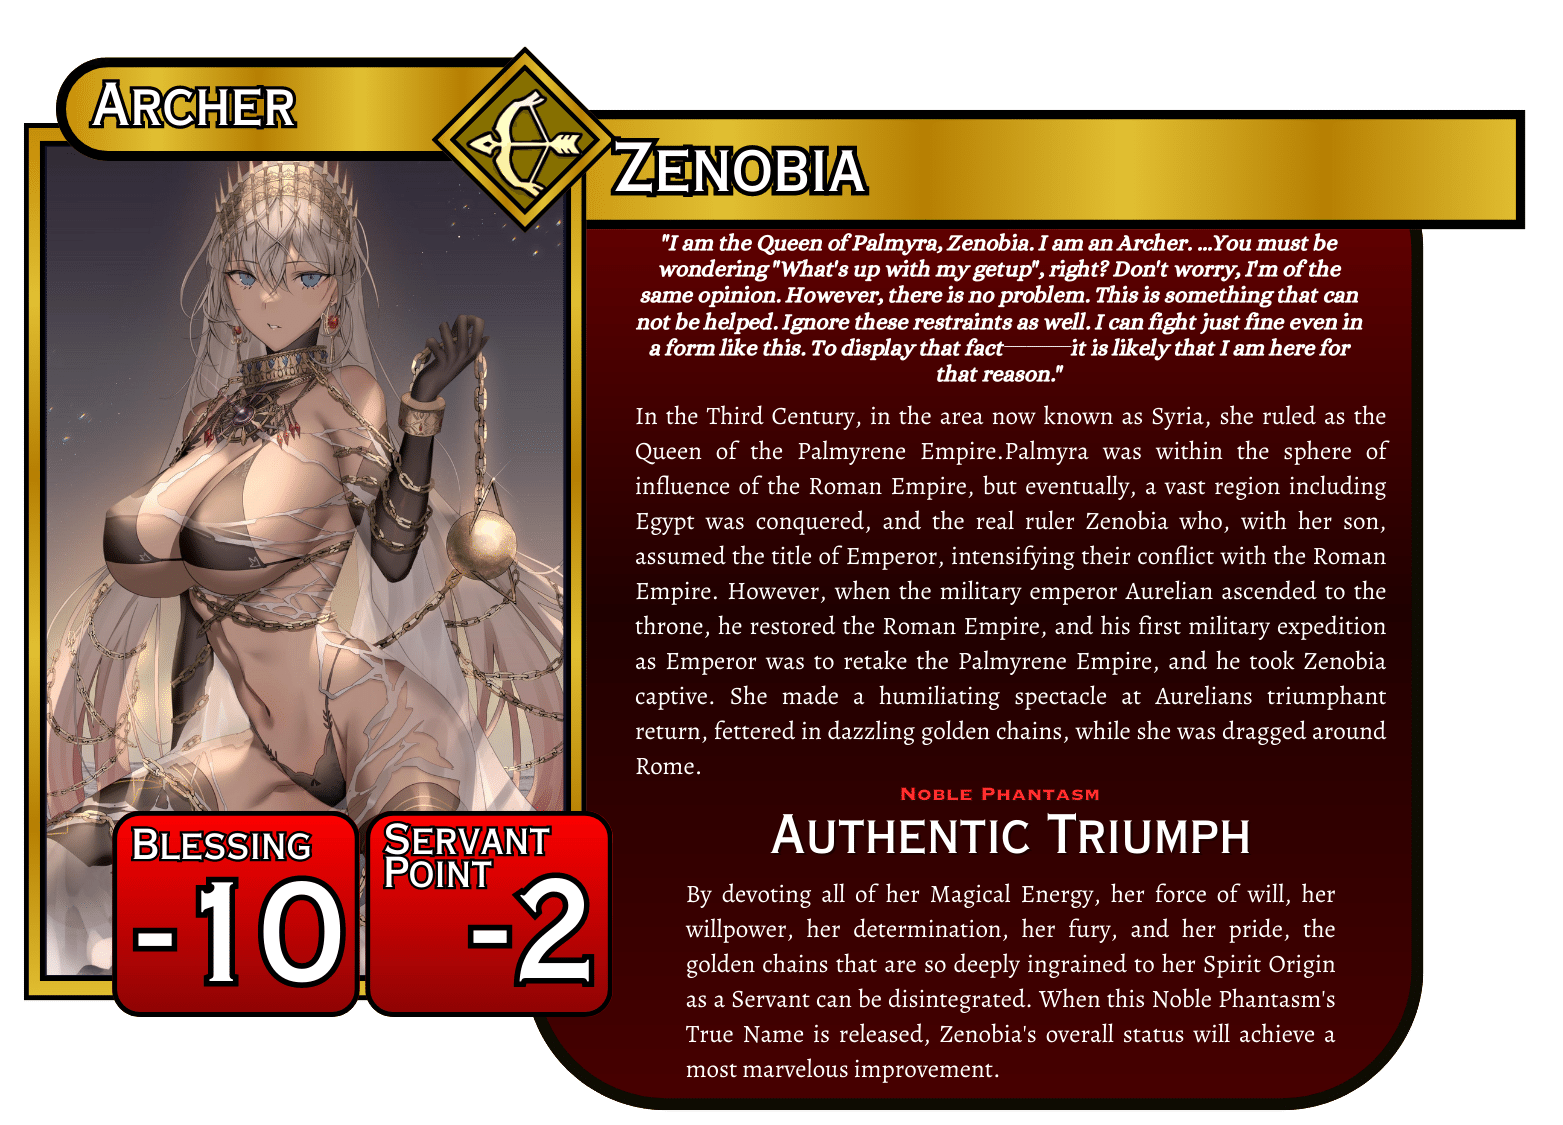 Archer
Zenobia
"I am the Queen of Palmyra, Zenobia. I am an Archer. ...You must be
wondering "What's up with my getup", right? Don't worry, I'm of the
same opinion. However, there is no problem. This is something that can
not be helped. Ignore these restraints as well. I can fight just fine even in
a form like this. To display that fact────it is likely that I am here for
that reason."
In the Third Century, in the area now known as Syria, she ruled as the
Queen of the Palmyrene Empire.Palmyra was within the sphere of
influence of the Roman Empire, but eventually, a vast region including
Egypt was conquered, and the real ruler Zenobia who, with her son,
assumed the title of Emperor, intensifying their conflict with the Roman
Empire. However, when the military emperor Aurelian ascended to the
throne, he restored the Roman Empire, and his first military expedition
as Emperor was to retake the Palmyrene Empire, and he took Zenobia
captive. She made a humiliating spectacle at Aurelians triumphant
return, fettered in dazzling golden chains, while she was dragged around
Rome.
Noble Phantasm
Authentic Triumph
By devoting all of her Magical Energy, her force of will, her
willpower, her determination, her fury, and her pride, the
golden chains that are so deeply ingrained to her Spirit Origin
as a Servant can be disintegrated. When this Noble Phantasm's
True Name is released, Zenobia's overall status will achieve a
most marvelous improvement.
Blessing
-10
Servant
Point
-2